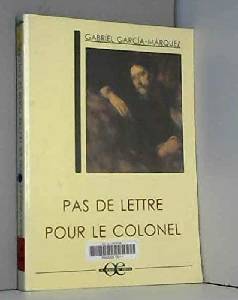 GABRIEL GARCÍA-MÁRQUEZ
PAS DE LETTRE
POUR LE COLONEL